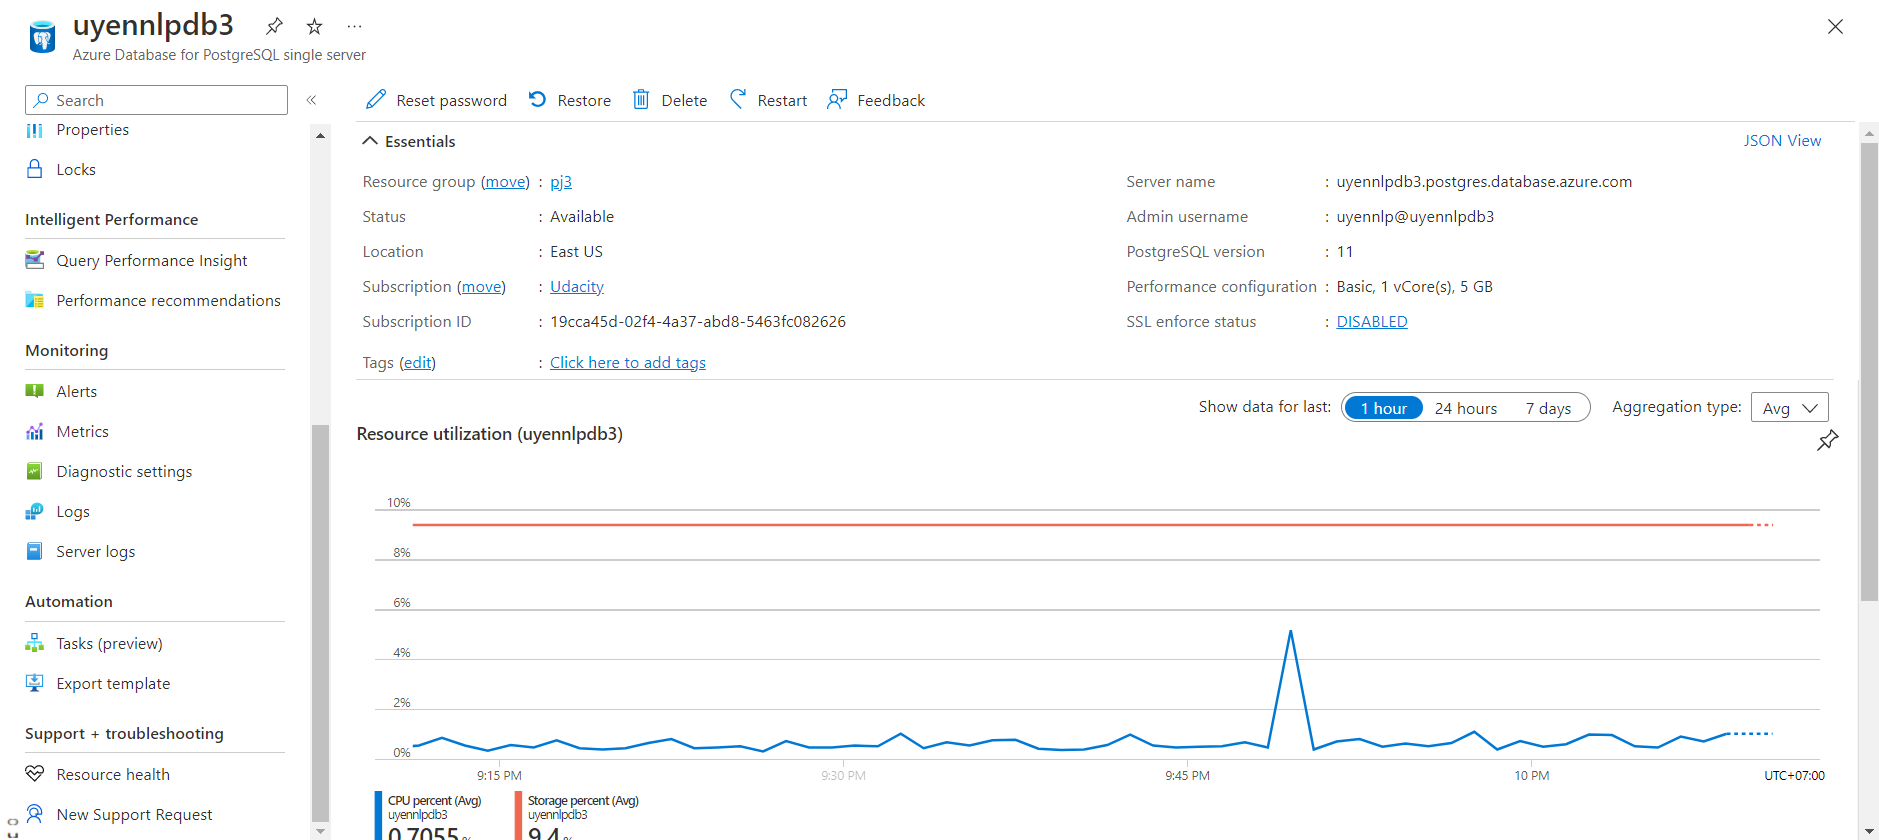 uyennlpdb3
Azure Database for PostgreSQL single server
Search
Properties
Locks
Intelligent Performance
Query Performance Insight
Performance recommendations
Monitoring
Alerts
Metrics
Diagnostic settings
Logs
Server logs
Automation
Tasks (preview)
Export template
Support + troubleshooting
Resource health
New Support Request
Reset password
Restore
Delete
Restart
Feedback
Essentials
JSON View
Resource group (move) : pj3
Status : Available
Location : East US
Subscription (move) : Udacity
Subscription ID : 19cca45d-02f4-4a37-abd8-5463fc082626
Tags (edit) : Click here to add tags
Server name : uyennlpdb3.postgres.database.azure.com
Admin username : uyennlp@uyennlpdb3
PostgreSQL version : 11
Performance configuration : Basic, 1 vCore(s), 5 GB
SSL enforce status : DISABLED
Show data for last: 1 hour 24 hours 7 days Aggregation type: Avg
Resource utilization (uyennlpdb3)
10%
8%
6%
4%
2%
0%
9:15 PM 9:30 PM 9:45 PM 10 PM UTC+07:00
CPU percent (Avg)
uyennlpdb3
0.7055 %
Storage percent (Avg)
uyennlpdb3
9.4 %